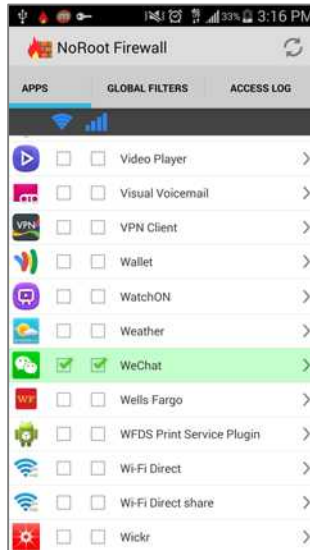 33% 3:16 PM
NoRoot Firewall
APPS GLOBAL FILTERS ACCESS LOG
Video Player
Visual Voicemail
VPN VPN Client
Wallet
WatchON
Weather
WeChat
WF Wells Fargo
WFDS Print Service Plugin
Wi-Fi Direct
Wi-Fi Direct share
Wickr